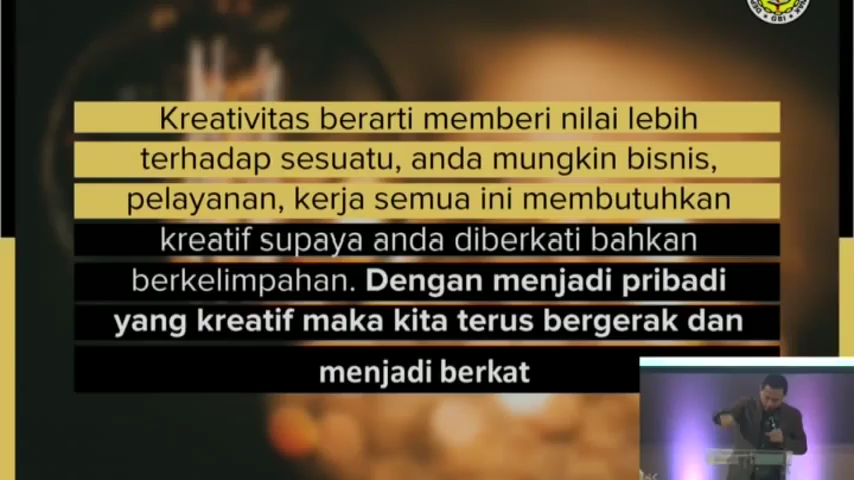 GBI
Kreativitas berarti memberi nilai lebih
terhadap sesuatu, anda mungkin bisnis,
pelayanan, kerja semua ini membutuhkan
kreatif supaya anda diberkati bahkan
berkelimpahan. Dengan menjadi pribadi
yang kreatif maka kita terus bergerak dan
menjadi berkat